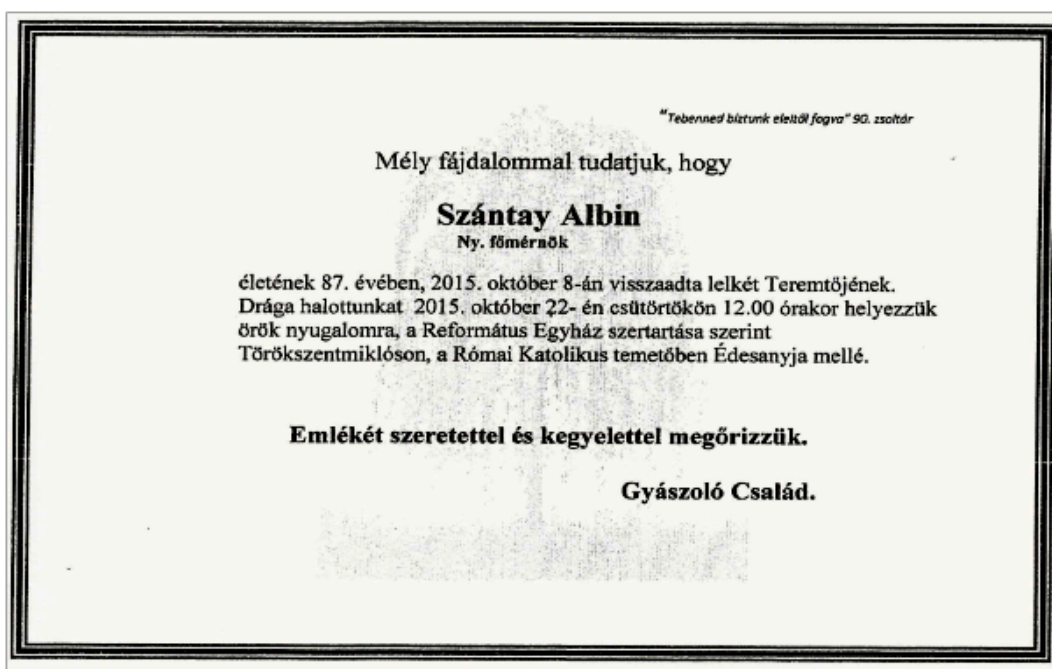 "Tebenned bíztunk eleitől fogva" 90. zsoltár
Mély fájdalommal tudatjuk, hogy
Szántay Albin
Ny. főmérnök
életének 87. évében, 2015. október 8-án visszaadta lelkét Teremtőjének.
Drága halottunkat 2015. október 22- én csütörtökön 12.00 órakor helyezzük
örök nyugalomra, a Református Egyház szertartása szerint
Törökszentmiklóson, a Római Katolikus temetőben Édesanyja mellé.
Emlékét szeretettel és kegyelettel megőrizzük.
Gyászoló Család.